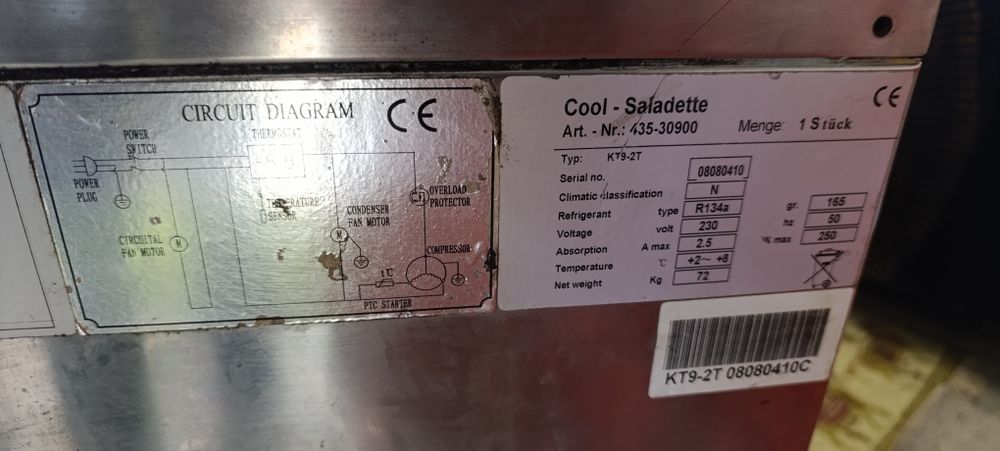 CIRCUIT DIAGRAM CE
THERMOSTAT
POWER
SWITCH
POWER
PLUG
TEMPERATURE
SENSOR
CIRCUITAL
FAN MOTOR
M
CONDENSER
FAN MOTOR
M
OVERLOAD
PROTECTOR
COMPRESSOR
t℃
PTC STARTER
Cool - Saladette CE
Art. - Nr.: 435-30900 Menge: 1 Stück
Typ: KT9-2T
Serial no. 08080410
Climatic classification N
Refrigerant type R134a gr. 165
Voltage volt 230 hz 50
Absorption A max 2.5 W max 250
Temperature ℃ +2～ +8
Net weight Kg 72
KT9-2T 08080410C